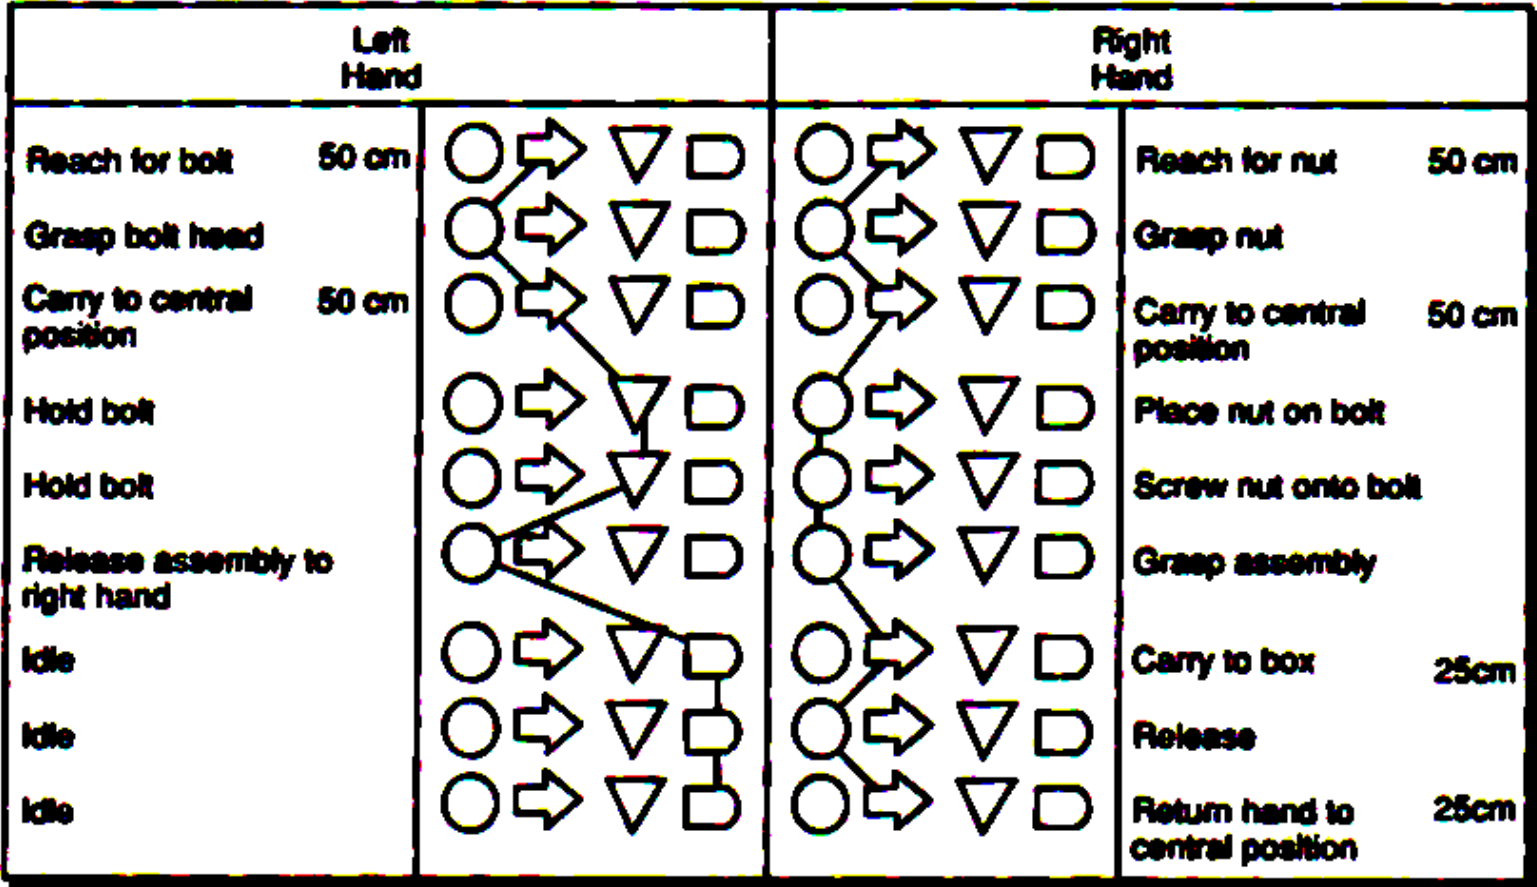 Left
Hand
Right
Hand
Reach for bolt 50 cm
Reach for nut 50 cm
Grasp bolt head
Grasp nut
Carry to central 50 cm
position
Carry to central 50 cm
position
Hold bolt
Place nut on bolt
Hold bolt
Screw nut onto bolt
Release assembly to
right hand
Grasp assembly
Idle
Carry to box 25cm
Idle
Release
Idle
Return hand to 25cm
central position